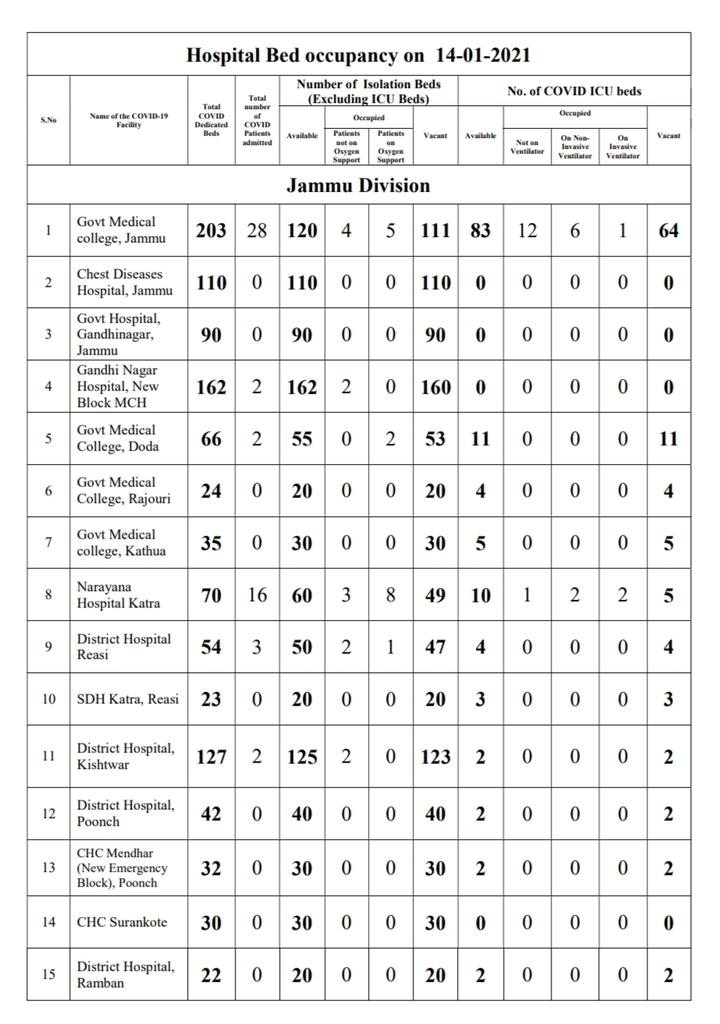 Hospital Bed occupancy on 14-01-2021
S.No
Name of the COVID-19
Facility
Total
COVID
Dedicated
Beds
Total
number
of
COVID
Patients
admitted
Number of Isolation Beds
(Excluding ICU Beds)
No. of COVID ICU beds
Available
Occupied
Patients
not on
Oxygen
Support
Patients
on
Oxygen
Support
Vacant
Available
Occupied
Not on
Ventilator
On Non-
Invasive
Ventilator
On
Invasive
Ventilator
Vacant
Jammu Division
1 Govt Medical
college, Jammu 203 28 120 4 5 111 83 12 6 1 64
2 Chest Diseases
Hospital, Jammu 110 0 110 0 0 110 0 0 0 0 0
3 Govt Hospital,
Gandhinagar,
Jammu 90 0 90 0 0 90 0 0 0 0 0
4 Gandhi Nagar
Hospital, New
Block MCH 162 2 162 2 0 160 0 0 0 0 0
5 Govt Medical
College, Doda 66 2 55 0 2 53 11 0 0 0 11
6 Govt Medical
College, Rajouri 24 0 20 0 0 20 4 0 0 0 4
7 Govt Medical
college, Kathua 35 0 30 0 0 30 5 0 0 0 5
8 Narayana
Hospital Katra 70 16 60 3 8 49 10 1 2 2 5
9 District Hospital
Reasi 54 3 50 2 1 47 4 0 0 0 4
10 SDH Katra, Reasi 23 0 20 0 0 20 3 0 0 0 3
11 District Hospital,
Kishtwar 127 2 125 2 0 123 2 0 0 0 2
12 District Hospital,
Poonch 42 0 40 0 0 40 2 0 0 0 2
13 CHC Mendhar
(New Emergency
Block), Poonch 32 0 30 0 0 30 2 0 0 0 2
14 CHC Surankote 30 0 30 0 0 30 0 0 0 0 0
15 District Hospital,
Ramban 22 0 20 0 0 20 2 0 0 0 2